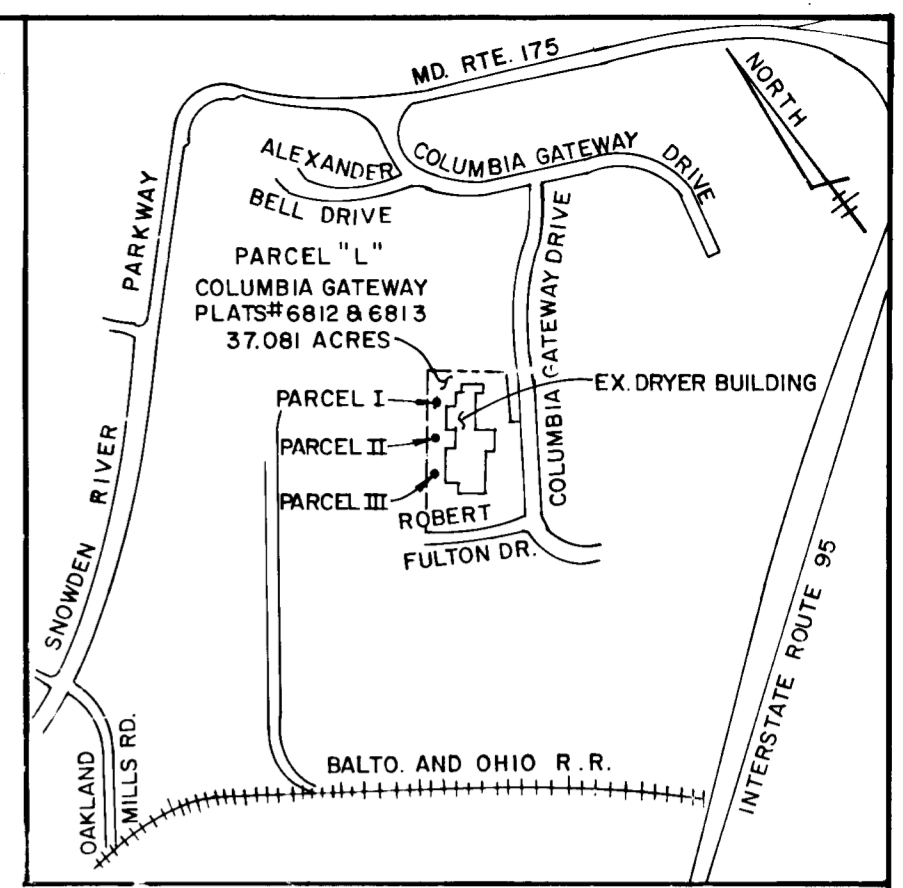 MD. RTE. 175
NORTH
ALEXANDER
BELL DRIVE
COLUMBIA GATEWAY DRIVE
PARKWAY
SNOWDEN RIVER
PARCEL "L"
COLUMBIA GATEWAY
PLATS#6812 & 6813
37.081 ACRES
COLUMBIA GATEWAY DRIVE
EX. DRYER BUILDING
PARCEL I
PARCEL II
PARCEL III
ROBERT
FULTON DR.
INTERSTATE ROUTE 95
OAKLAND
MILLS RD.
BALTO. AND OHIO R.R.